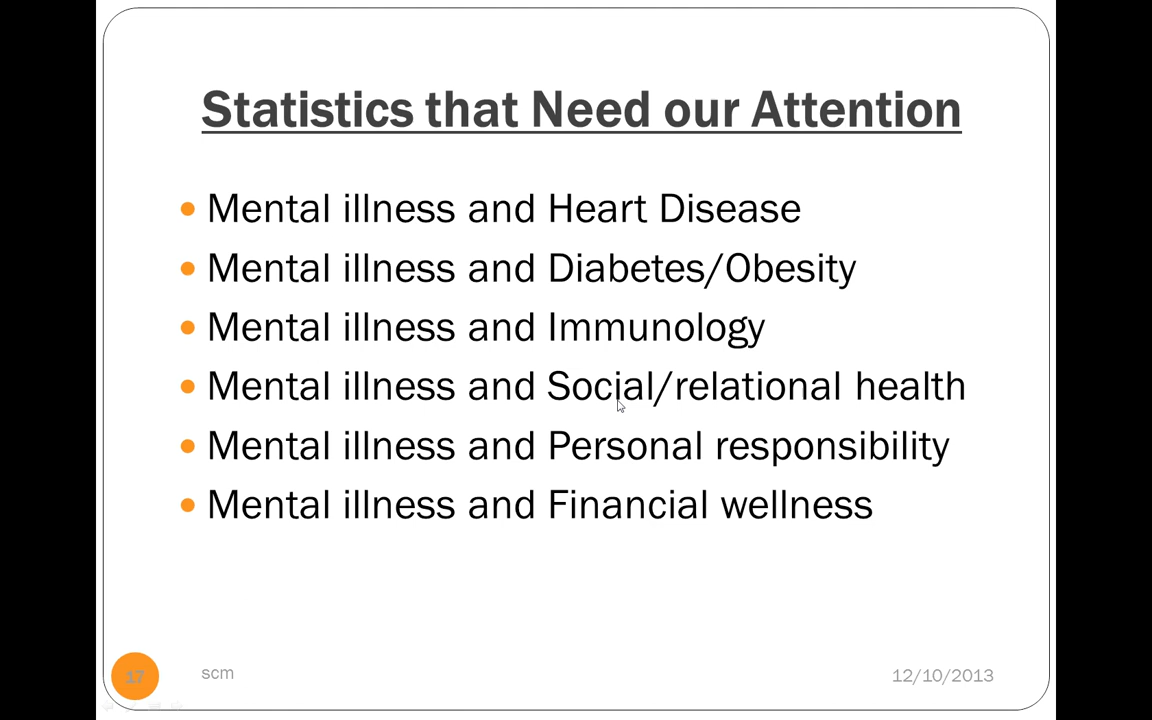 Statistics that Need our Attention
Mental illness and Heart Disease
Mental illness and Diabetes/Obesity
Mental illness and Immunology
Mental illness and Social/relational health
Mental illness and Personal responsibility
Mental illness and Financial wellness
17
scm
12/10/2013